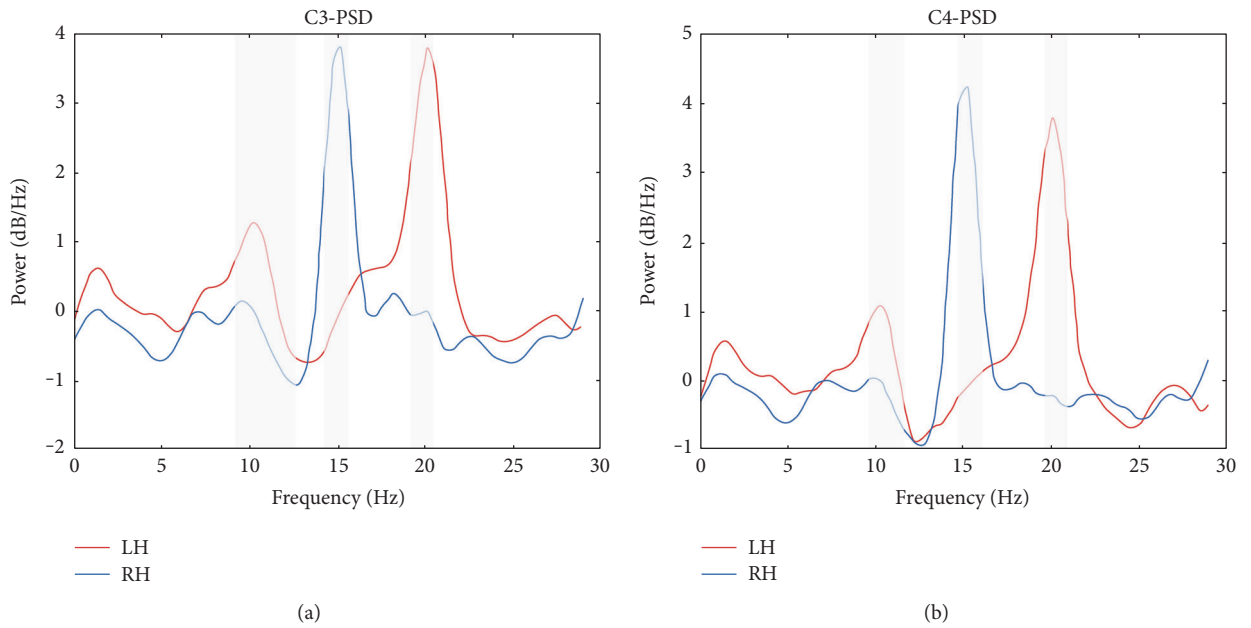 C3-PSD
4
3
2
1
0
−1
−2
Power (dB/Hz)
0 5 10 15 20 25 30
Frequency (Hz)
LH
RH
(a)
C4-PSD
5
4
3
2
1
0
−1
Power (dB/Hz)
0 5 10 15 20 25 30
Frequency (Hz)
LH
RH
(b)